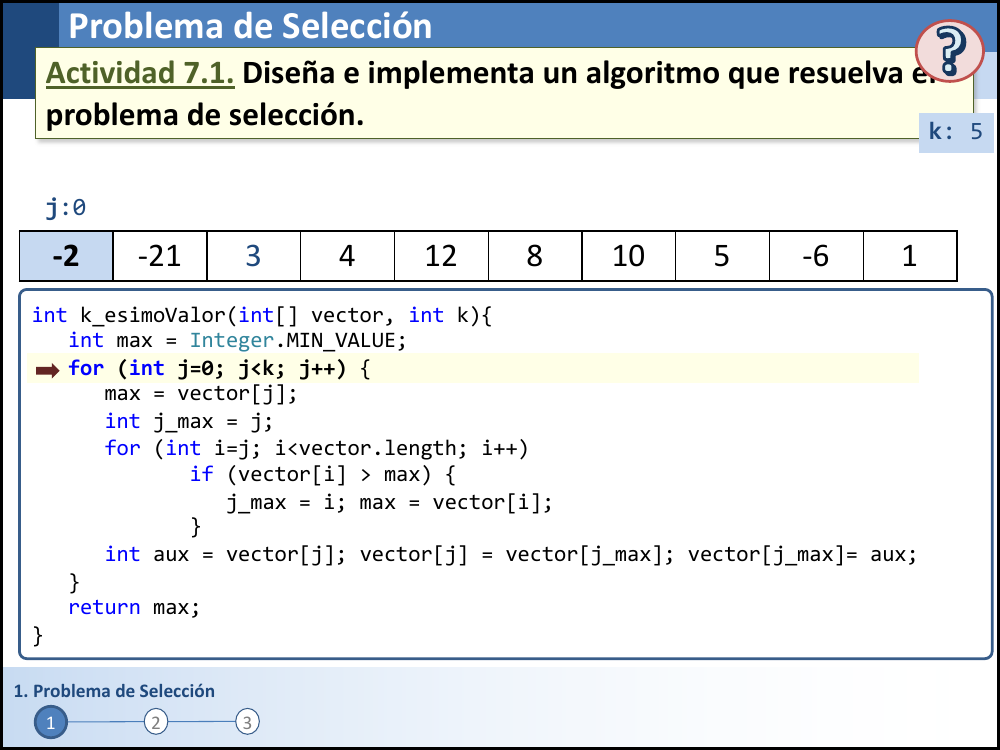 Problema de Selección
?
Actividad 7.1. Diseña e implementa un algoritmo que resuelva el
problema de selección.
k: 5
j:0
-2 -21 3 4 12 8 10 5 -6 1
int k_esimoValor(int[] vector, int k){
   int max = Integer.MIN_VALUE;
   for (int j=0; j<k; j++) {
      max = vector[j];
      int j_max = j;
      for (int i=j; i<vector.length; i++)
             if (vector[i] > max) {
                j_max = i; max = vector[i];
             }
      int aux = vector[j]; vector[j] = vector[j_max]; vector[j_max]= aux;
   }
   return max;
}
1. Problema de Selección
1 2 3